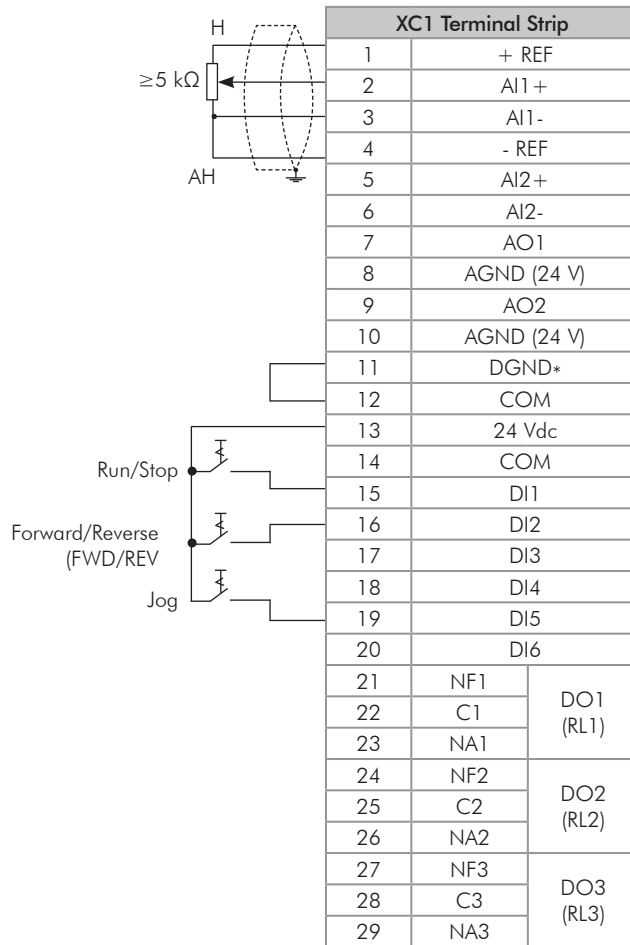 XC1 Terminal Strip
H
1 + REF
≥5 kΩ
2 AI1+
3 AI1-
4 - REF
AH
5 AI2+
6 AI2-
7 AO1
8 AGND (24 V)
9 AO2
10 AGND (24 V)
11 DGND*
12 COM
13 24 Vdc
Run/Stop
14 COM
15 DI1
Forward/Reverse
(FWD/REV
16 DI2
17 DI3
Jog
18 DI4
19 DI5
20 DI6
21 NF1
22 C1
23 NA1
DO1
(RL1)
24 NF2
25 C2
26 NA2
DO2
(RL2)
27 NF3
28 C3
29 NA3
DO3
(RL3)